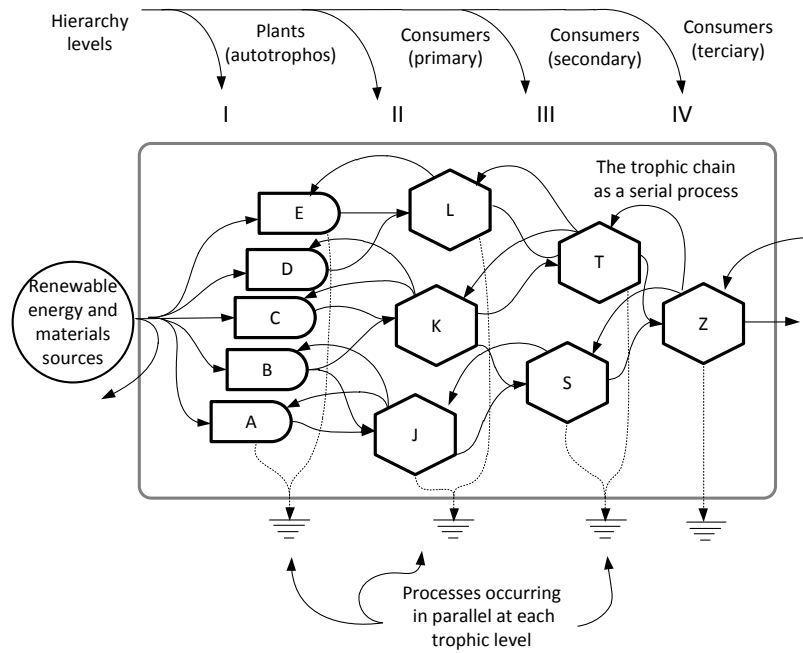 Hierarchy
levels
Plants
(autotrophos)
Consumers
(primary)
Consumers
(secondary)
Consumers
(terciary)
I
II
III
IV
The trophic chain
as a serial process
E
L
D
T
C
K
Z
B
S
A
J
Renewable
energy and
materials
sources
Processes occurring
in parallel at each
trophic level